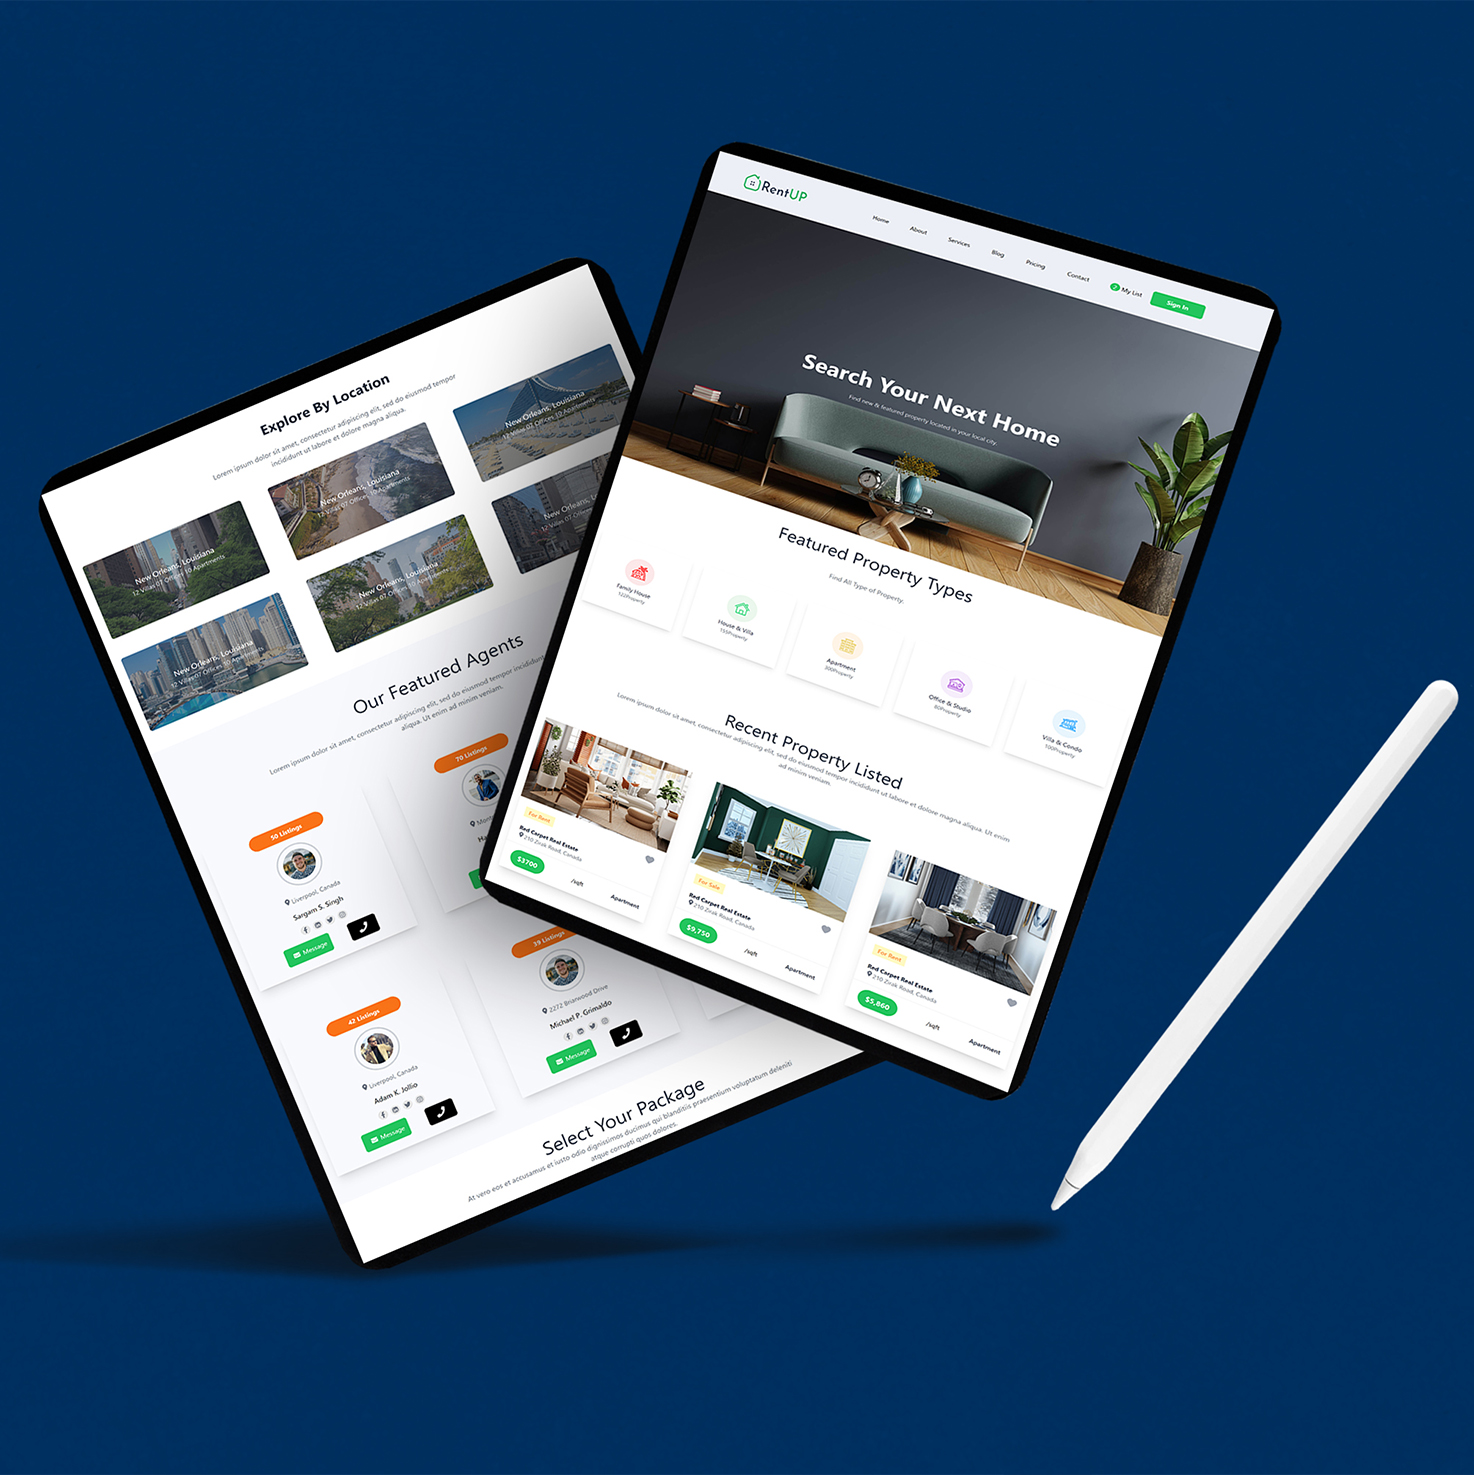 RentUP
Home
About
Services
Blog
Pricing
Contact
2
My List
Sign In
Search Your Next Home
Find new & featured property located in your local city.
Featured Property Types
Find All Type of Property.
Family House
122Property
House & Villa
155Property
Apartment
300Property
Office & Studio
80Property
Villa & Condo
100Property
Recent Property Listed
Lorem ipsum dolor sit amet, consectetur adipiscing elit, sed do eiusmod tempor incididunt ut labore et dolore magna aliqua. Ut enim
ad minim veniam.
For Rent
Red Carpet Real Estate
210 Zirak Road, Canada
$3700
/sqft
Apartment
For Sale
Red Carpet Real Estate
210 Zirak Road, Canada
$9,750
/sqft
Apartment
For Rent
Red Carpet Real Estate
210 Zirak Road, Canada
$5,860
/sqft
Apartment
Explore By Location
Lorem ipsum dolor sit amet, consectetur adipiscing elit, sed do eiusmod tempor
incididunt ut labore et dolore magna aliqua.
New Orleans, Louisiana
12 Villas 07 Offices 10 Apartments
New Orleans, Louisiana
12 Villas 07 Offices 10 Apartments
New Orleans, Louisiana
12 Villas 07 Offices 10 Apartments
New Orleans, Louisiana
12 Villas 07 Offices 10 Apartments
New Orleans, Louisiana
12 Villas 07 Offices 10 Apartments
New Orleans, L
12 Villas 07 Offices
Our Featured Agents
Lorem ipsum dolor sit amet, consectetur adipiscing elit, sed do eiusmod tempor incididunt
aliqua. Ut enim ad minim veniam.
50 Listings
Liverpool, Canada
Sargam S. Singh
Message
70 Listings
Mont
Ha
42 Listings
Liverpool, Canada
Adam K. Jollio
Message
39 Listings
2272 Briarwood Drive
Michael P. Grimaldo
Message
Select Your Package
At vero eos et accusamus et iusto odio dignissimos ducimus qui blanditiis praesentium voluptatum deleniti
atque corrupti quos dolores.